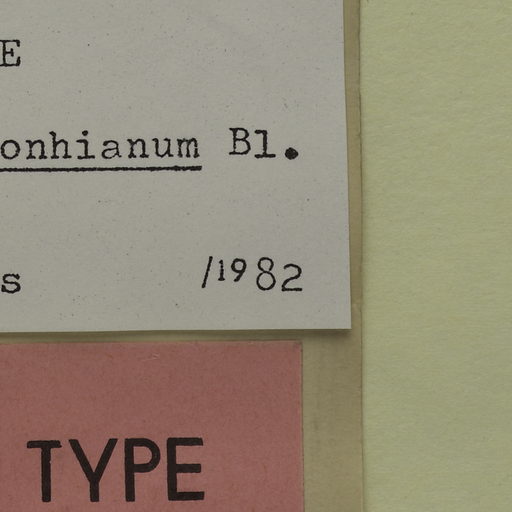 E
onhianum Bl.
s /1982
TYPE